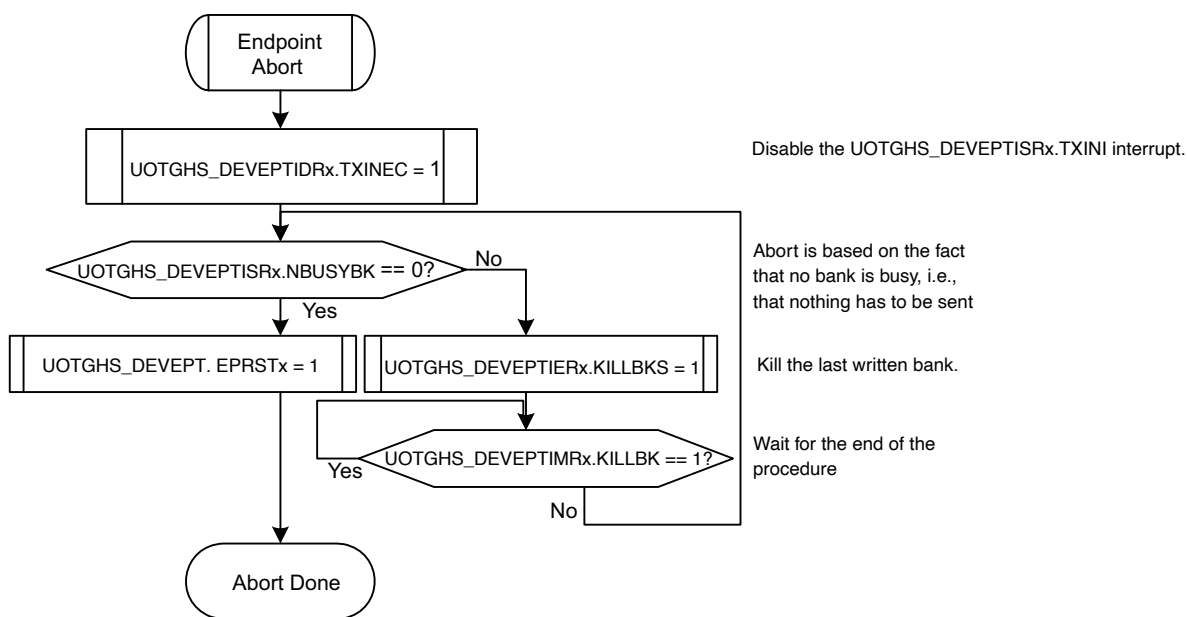 Endpoint
Abort
UOTGHS_DEVEPTIDRx.TXINEC = 1
Disable the UOTGHS_DEVEPTISRx.TXINI interrupt.
UOTGHS_DEVEPTISRx.NBUSYBK == 0?
No
Yes
Abort is based on the fact
that no bank is busy, i.e.,
that nothing has to be sent
UOTGHS_DEVEPT. EPRSTx = 1
UOTGHS_DEVEPTIERx.KILLBKS = 1
Kill the last written bank.
UOTGHS_DEVEPTIMRx.KILLBK == 1?
Yes
No
Wait for the end of the
procedure
Abort Done